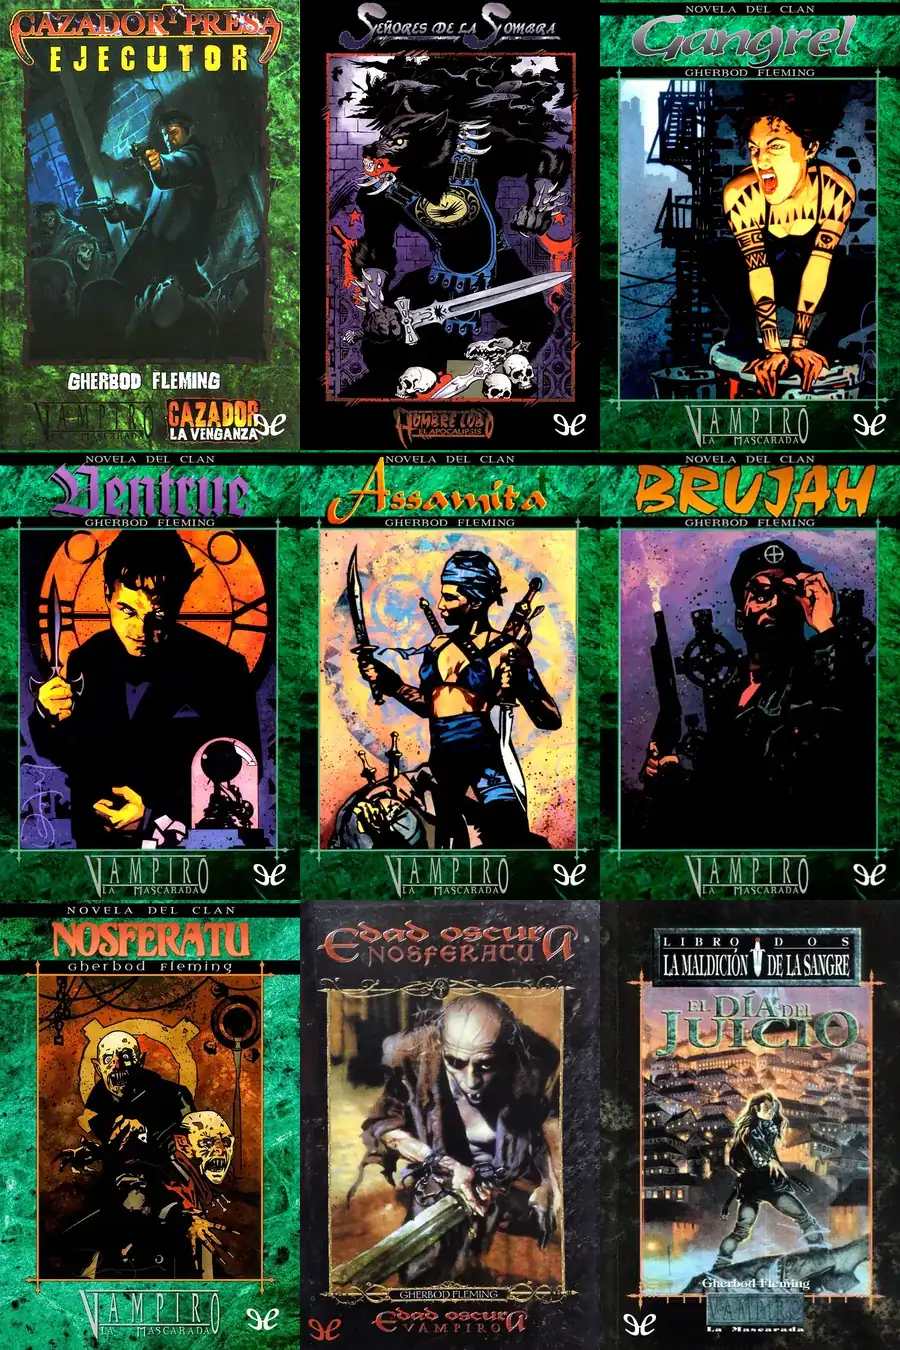 CAZADOR Y PRESA
EJECUTOR
GHERBOD FLEMING
VAMPIRO
LA MASCARADA
CAZADOR
LA VENGANZA
SEÑORES DE LA SOMBRA
HOMBRE LOBO
EL APOCALIPSIS
NOVELA DEL CLAN
Gangrel
GHERBOD FLEMING
VAMPIRO
LA MASCARADA
NOVELA DEL CLAN
Ventrue
GHERBOD FLEMING
VAMPIRO
LA MASCARADA
NOVELA DEL CLAN
Assamita
GHERBOD FLEMING
VAMPIRO
LA MASCARADA
NOVELA DEL CLAN
BRUJAH
GHERBOD FLEMING
VAMPIRO
LA MASCARADA
NOVELA DEL CLAN
NOSFERATU
Gherbod Fleming
VAMPIRO
LA MASCARADA
Edad oscura
NOSFERATU
GHERBOD FLEMING
Edad oscura
VAMPIRO
LIBRO DOS
LA MALDICIÓN DE LA SANGRE
EL DÍA DEL
JUICIO
Gherbod Fleming
VAMPIRO
La Mascarada